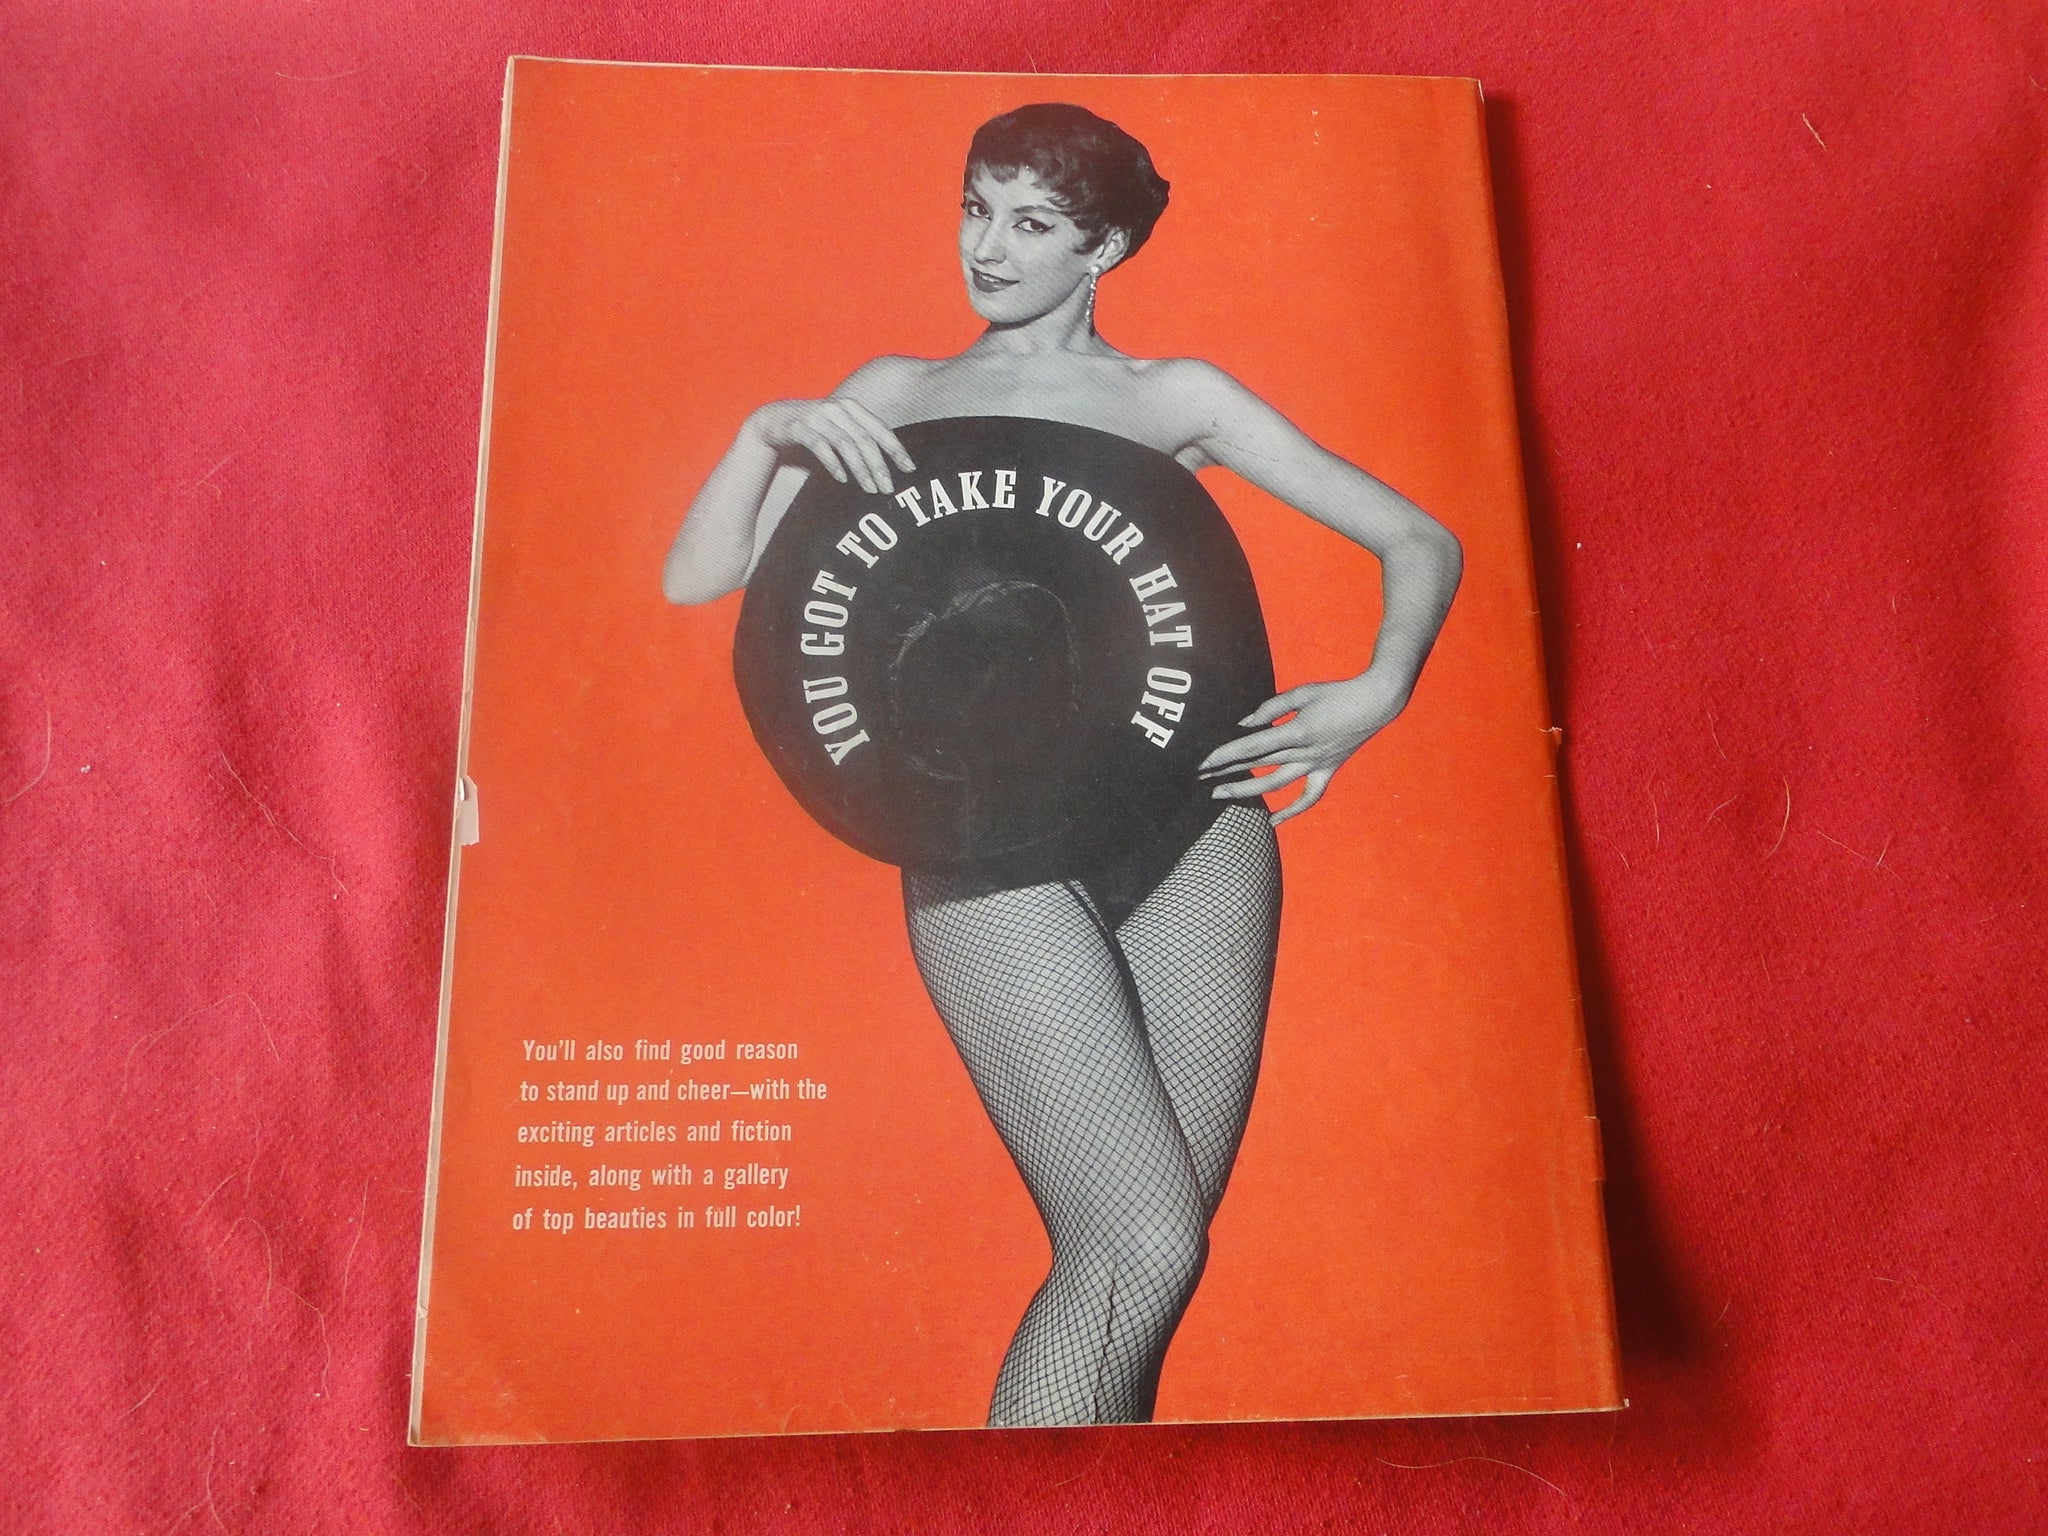 YOU GOT TO TAKE YOUR HAT OFF
You'll also find good reason
to stand up and cheer—with the
exciting articles and fiction
inside, along with a gallery
of top beauties in full color!